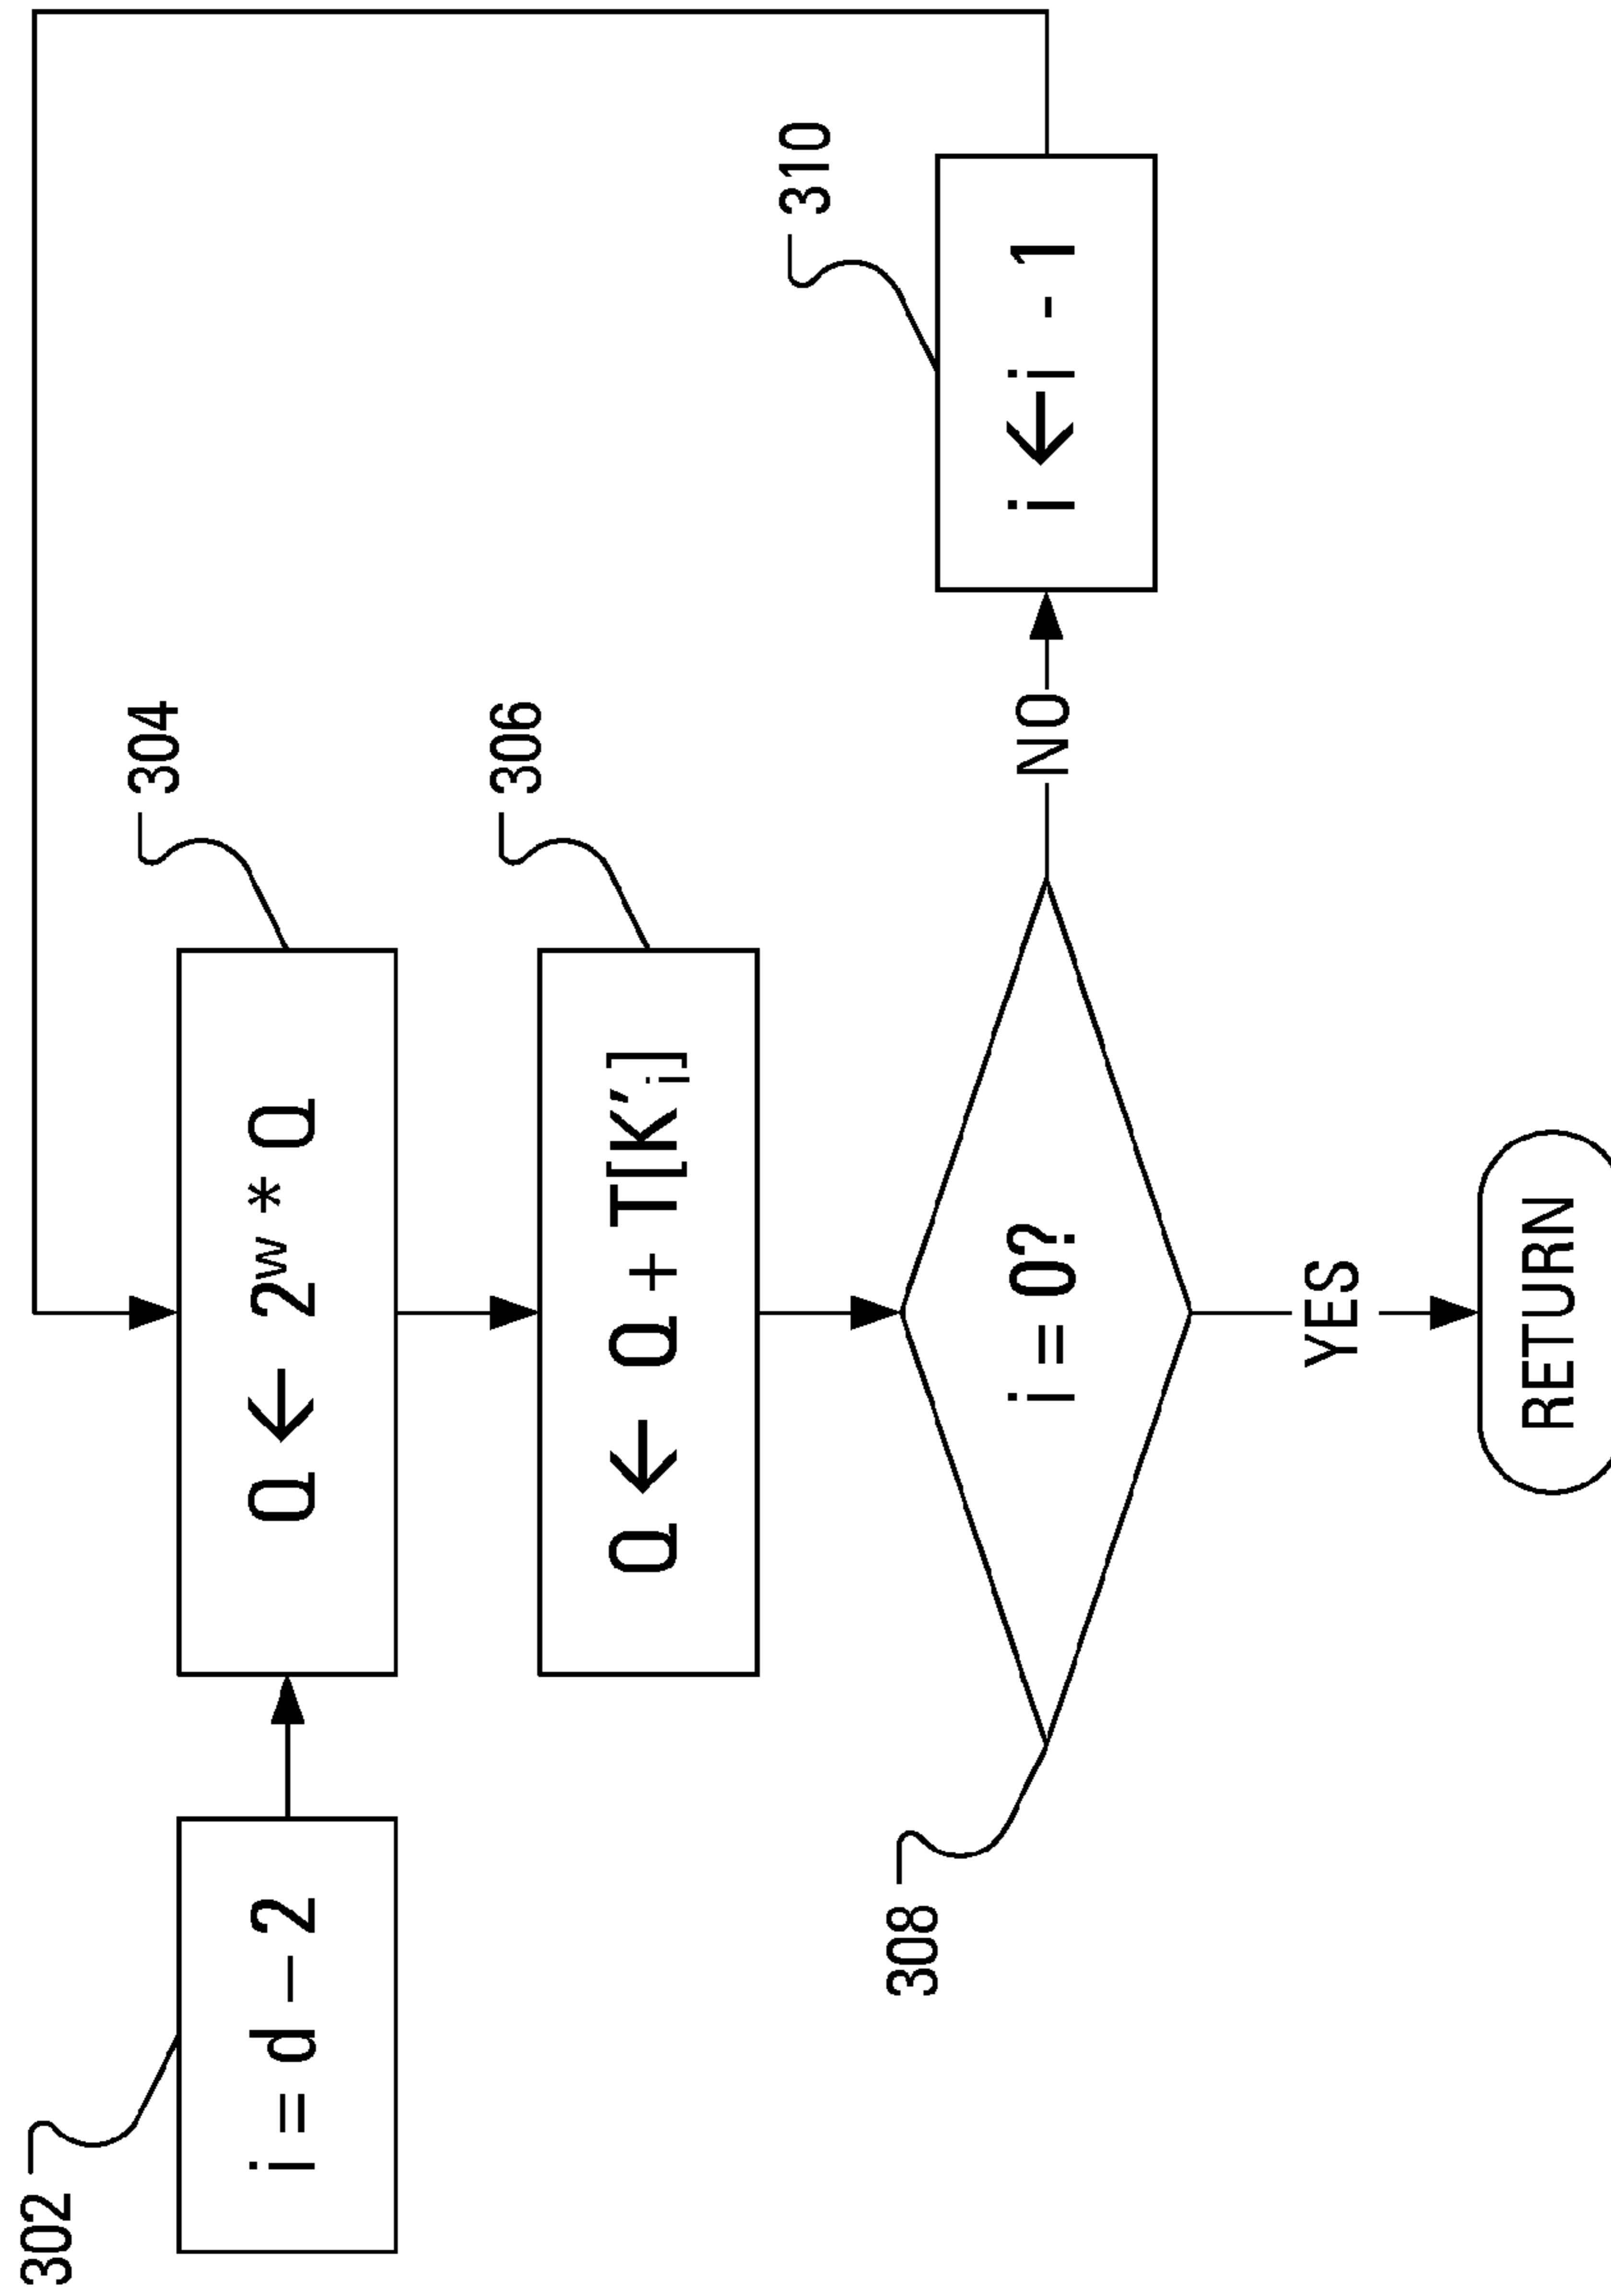 302
i = d – 2
304
Q ← 2ʷ * Q
306
Q ← Q + T[K′ᵢ]
308
i = 0?
NO
310
i ← i - 1
YES
RETURN